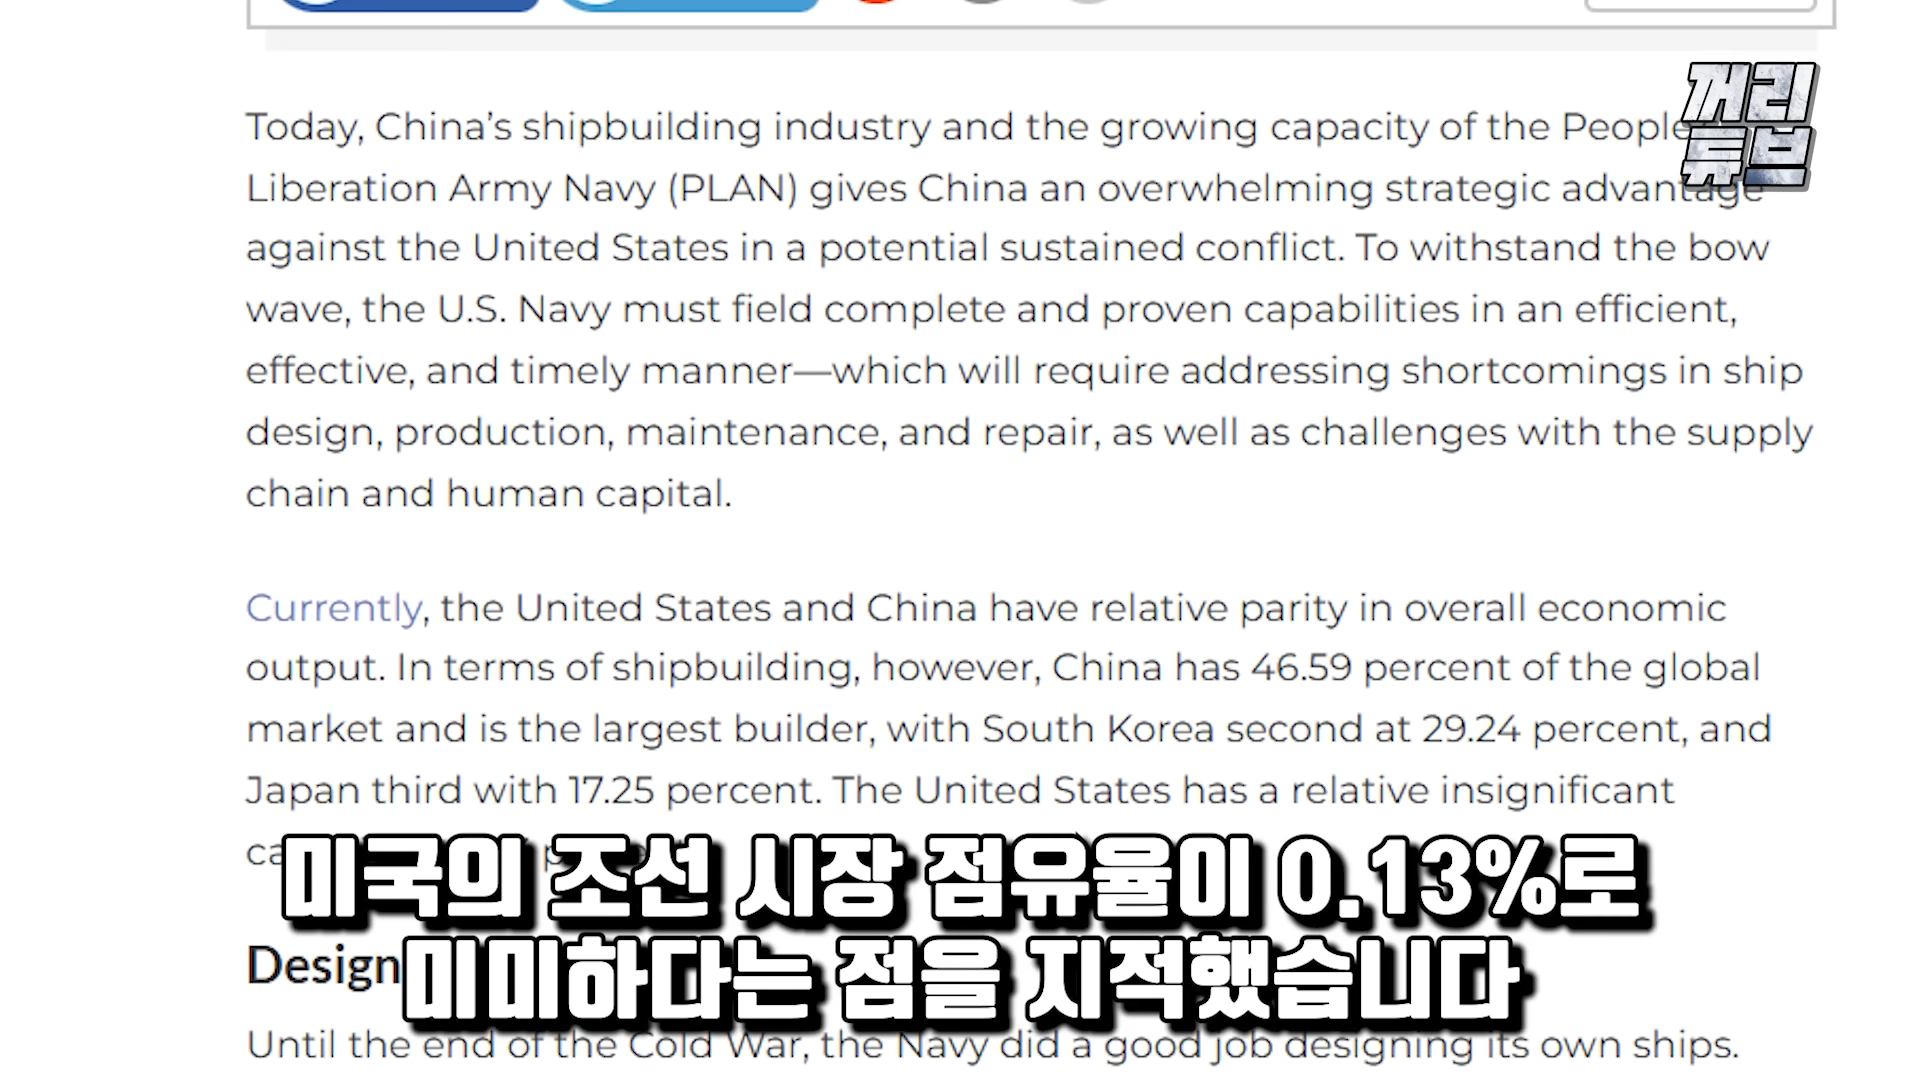 Today, China's shipbuilding industry and the growing capacity of the People
Liberation Army Navy (PLAN) gives China an overwhelming strategic advantage
against the United States in a potential sustained conflict. To withstand the bow
wave, the U.S. Navy must field complete and proven capabilities in an efficient,
effective, and timely manner—which will require addressing shortcomings in ship
design, production, maintenance, and repair, as well as challenges with the supply
chain and human capital.
Currently, the United States and China have relative parity in overall economic
output. In terms of shipbuilding, however, China has 46.59 percent of the global
market and is the largest builder, with South Korea second at 29.24 percent, and
Japan third with 17.25 percent. The United States has a relative insignificant
Design
Until the end of the Cold War, the Navy did a good job designing its own ships.
꺼리
튜브
미국의 조선 시장 점유율이 0.13%로
미미하다는 점을 지적했습니다